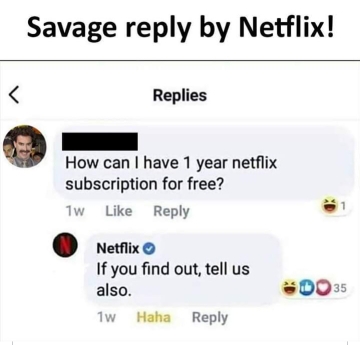 Savage reply by Netflix!
Replies
How can I have 1 year netflix
subscription for free?
1w Like Reply
1
N
Netflix
If you find out, tell us
also.
35
1w Haha Reply